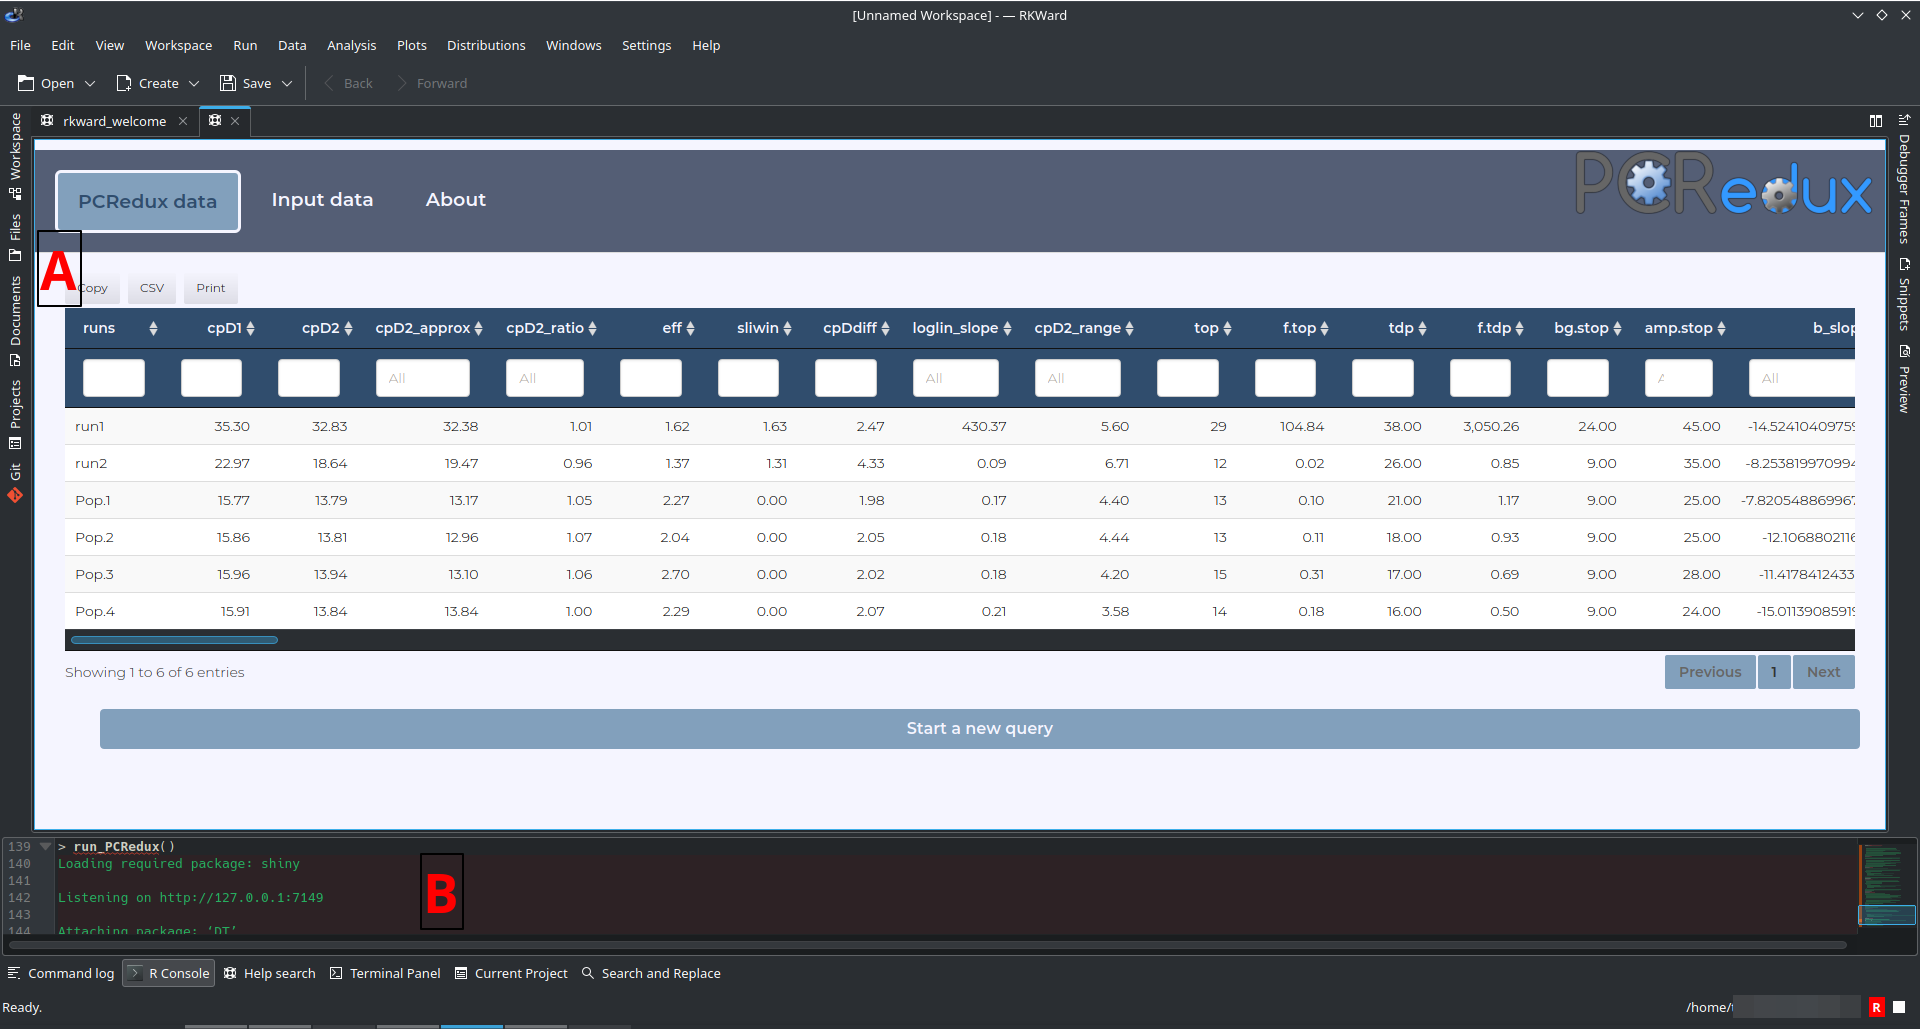 [Unnamed Workspace] - — RKWard
File Edit View Workspace Run Data Analysis Plots Distributions Windows Settings Help
Open Create Save Back Forward
rkward_welcome
Workspace
Files
Documents
Projects
Git
Debugger Frames
Snippets
Preview
PCRedux data Input data About PCRedux
A
Copy CSV Print
runs cpD1 cpD2 cpD2_approx cpD2_ratio eff sliwin cpDdiff loglin_slope cpD2_range top f.top tdp f.tdp bg.stop amp.stop b_slop
All All All All All
run1 35.30 32.83 32.38 1.01 1.62 1.63 2.47 430.37 5.60 29 104.84 38.00 3,050.26 24.00 45.00 -14.52410409759
run2 22.97 18.64 19.47 0.96 1.37 1.31 4.33 0.09 6.71 12 0.02 26.00 0.85 9.00 35.00 -8.253819970994
Pop.1 15.77 13.79 13.17 1.05 2.27 0.00 1.98 0.17 4.40 13 0.10 21.00 1.17 9.00 25.00 -7.820548869967
Pop.2 15.86 13.81 12.96 1.07 2.04 0.00 2.05 0.18 4.44 13 0.11 18.00 0.93 9.00 25.00 -12.1068802116
Pop.3 15.96 13.94 13.10 1.06 2.70 0.00 2.02 0.18 4.20 15 0.31 17.00 0.69 9.00 28.00 -11.4178412433
Pop.4 15.91 13.84 13.84 1.00 2.29 0.00 2.07 0.21 3.58 14 0.18 16.00 0.50 9.00 24.00 -15.01139085919
Showing 1 to 6 of 6 entries
Previous 1 Next
Start a new query
139 > run_PCRedux()
140 Loading required package: shiny
141
142 Listening on http://127.0.0.1:7149
143
144 Attaching package: ‘DT’
B
Command log R Console Help search Terminal Panel Current Project Search and Replace
Ready.
/home/
R